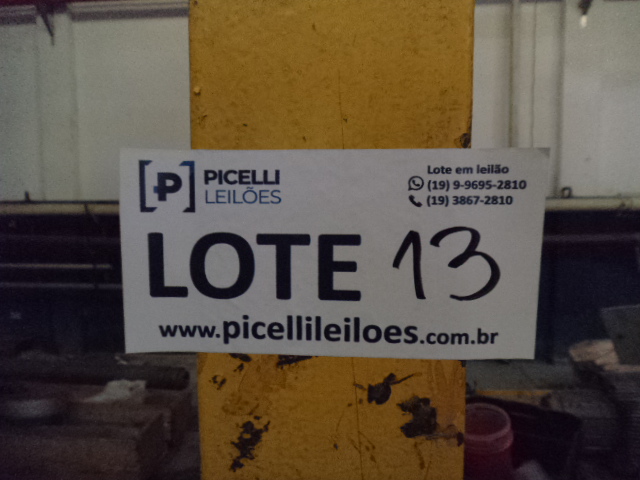 [P] PICELLI
LEILÕES
Lote em leilão
(19) 9-9695-2810
(19) 3867-2810
LOTE 13
www.picellileiloes.com.br